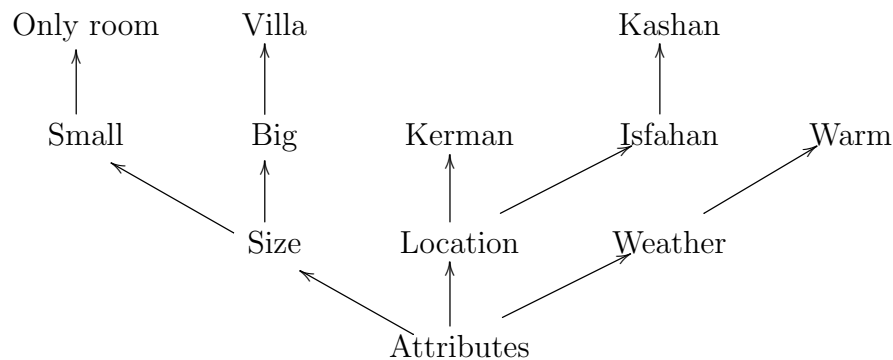 Only room Villa Kashan
Small Big Kerman Isfahan Warm
Size Location Weather
Attributes